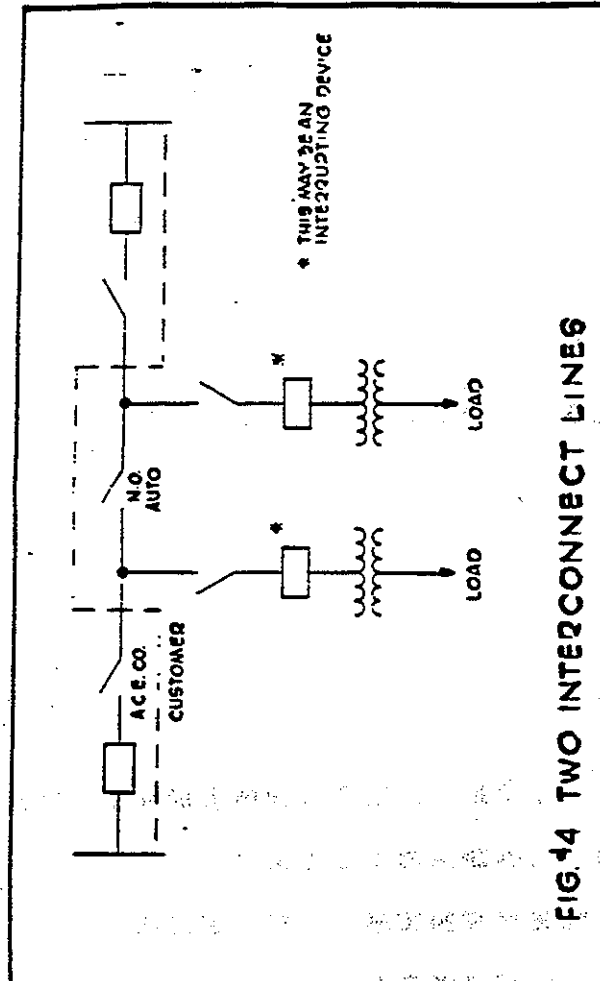 A.C.E. CO.
CUSTOMER
N.O.
AUTO
*
*
LOAD
LOAD
* THIS MAY BE AN
INTERRUPTING DEVICE
FIG. 4 TWO INTERCONNECT LINES